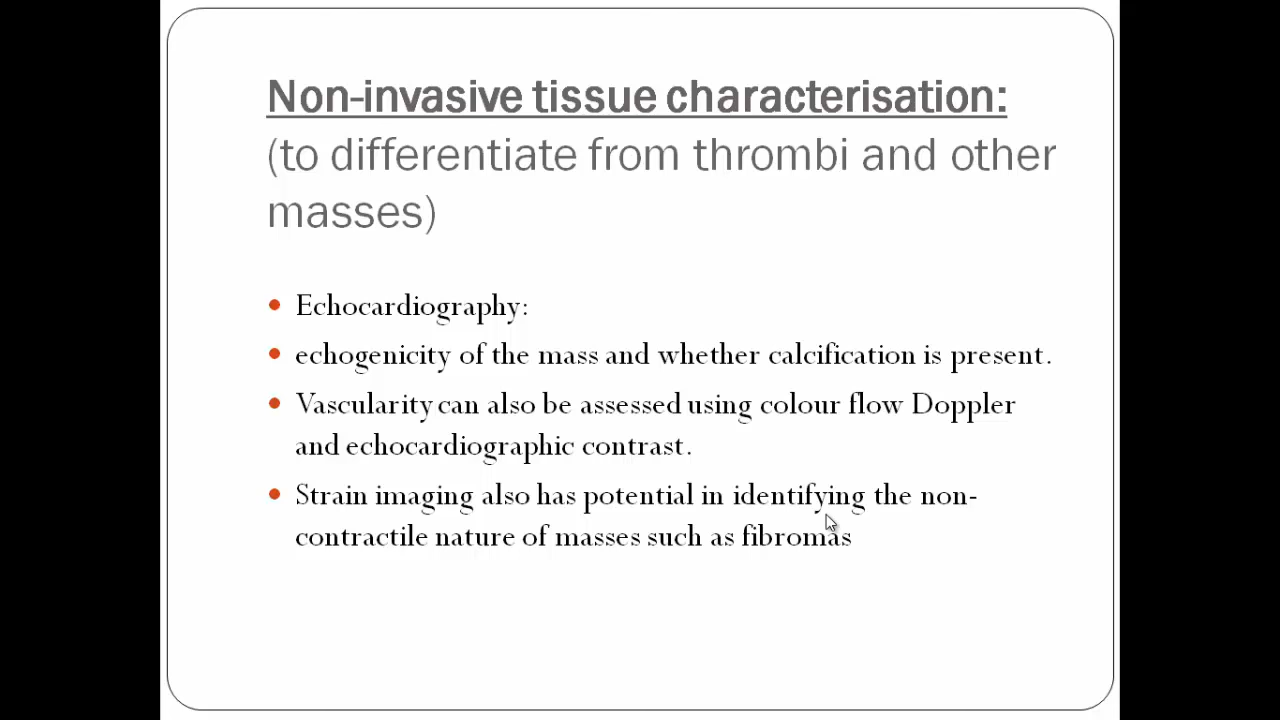 Non-invasive tissue characterisation:
(to differentiate from thrombi and other
masses)
• Echocardiography:
• echogenicity of the mass and whether calcification is present.
• Vascularity can also be assessed using colour flow Doppler
and echocardiographic contrast.
• Strain imaging also has potential in identifying the non-
contractile nature of masses such as fibromas